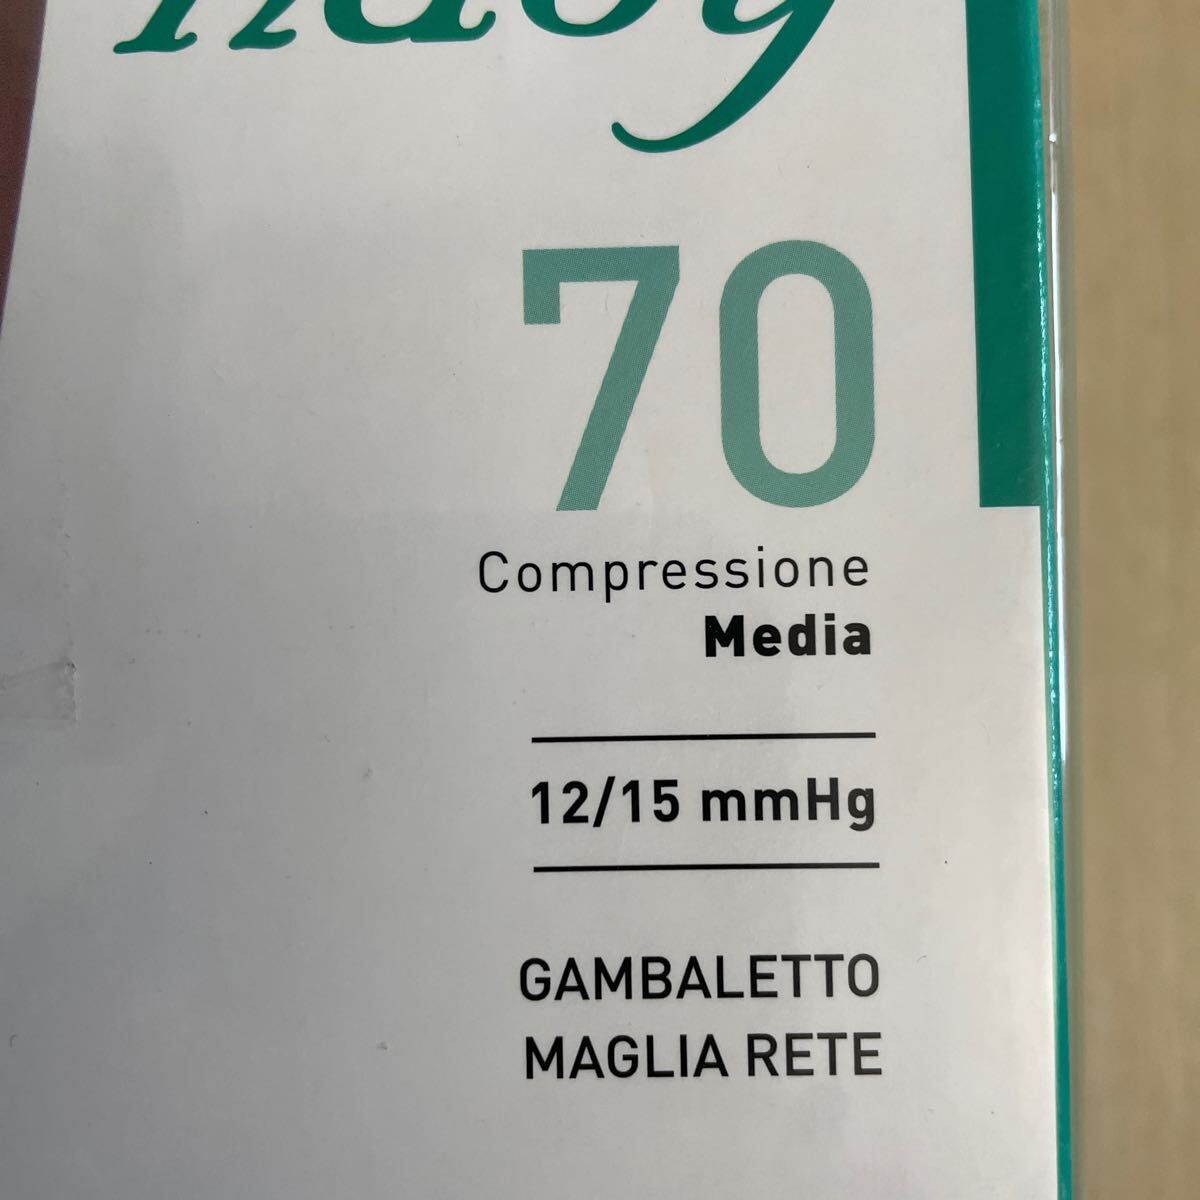 70
Compressione
Media
12/15 mmHg
GAMBALETTO
MAGLIA RETE